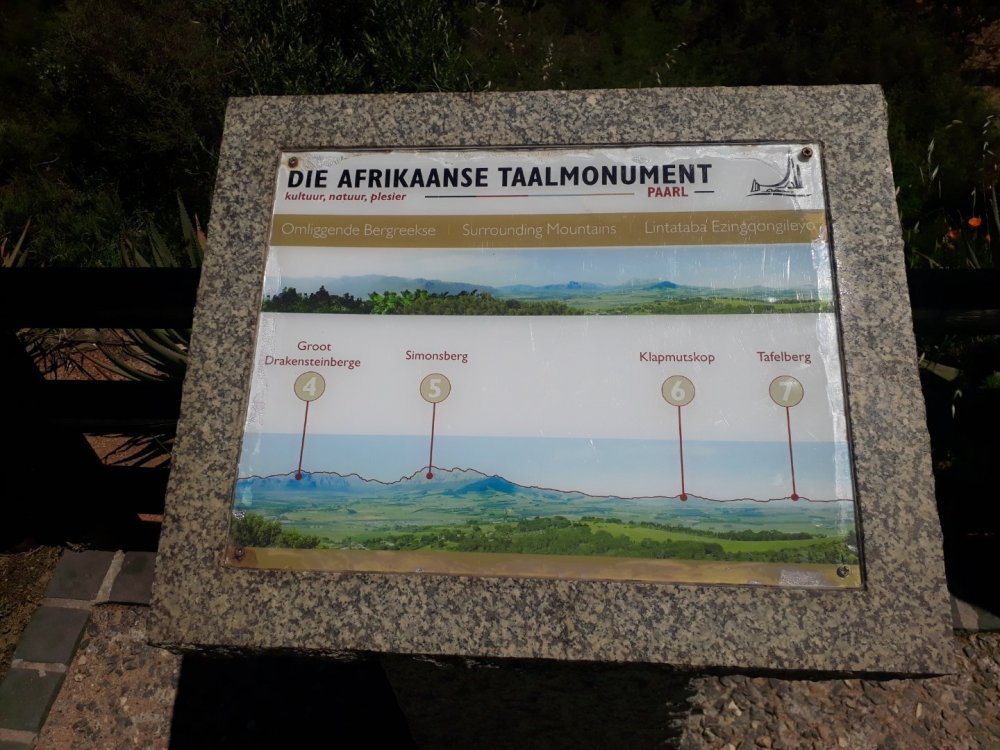 DIE AFRIKAANSE TAALMONUMENT
kultuur, natuur, plesier PAARL
Omliggende Bergreekse | Surrounding Mountains | Lintataba Ezingqongileyo
Groot
Drakensteinberge
Simonsberg
Klapmutskop
Tafelberg
4 5 6 7